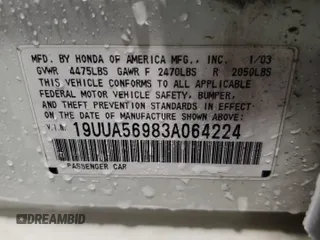 MFD. BY HONDA OF AMERICA MFG., INC. 1/03
GVWR 4475LBS GAWR F 2470LBS R 2050LBS
THIS VEHICLE CONFORMS TO ALL APPLICABLE
FEDERAL MOTOR VEHICLE SAFETY, BUMPER,
AND THEFT PREVENTION STANDARDS IN EFFECT
ON THE DATE OF MANUFACTURE SHOWN ABOVE.
V.I.N. 19UUA56983A064224
PASSENGER CAR
DREAMBID